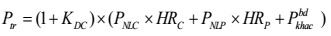 P_tr = (1+ K_DC) × (P_NLC × HR_C + P_NLP × HR_P + P_khac^bd )